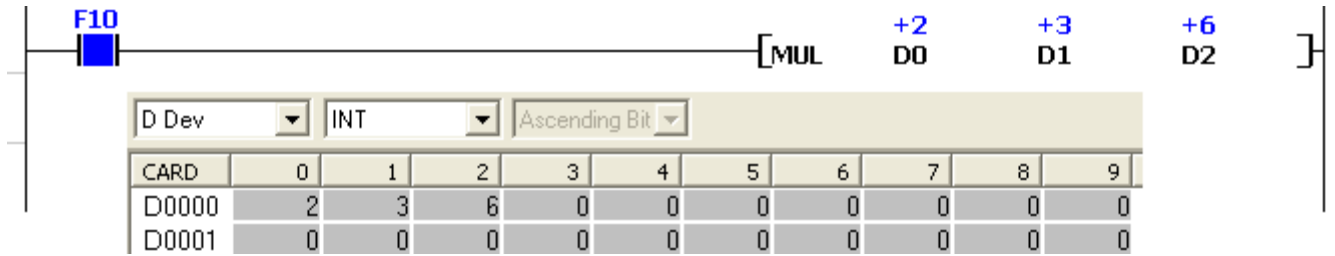 F10 +2 +3 +6
[MUL D0 D1 D2 ]
D Dev INT Ascending Bit
CARD 0 1 2 3 4 5 6 7 8 9
D0000 2 3 6 0 0 0 0 0 0 0
D0001 0 0 0 0 0 0 0 0 0 0